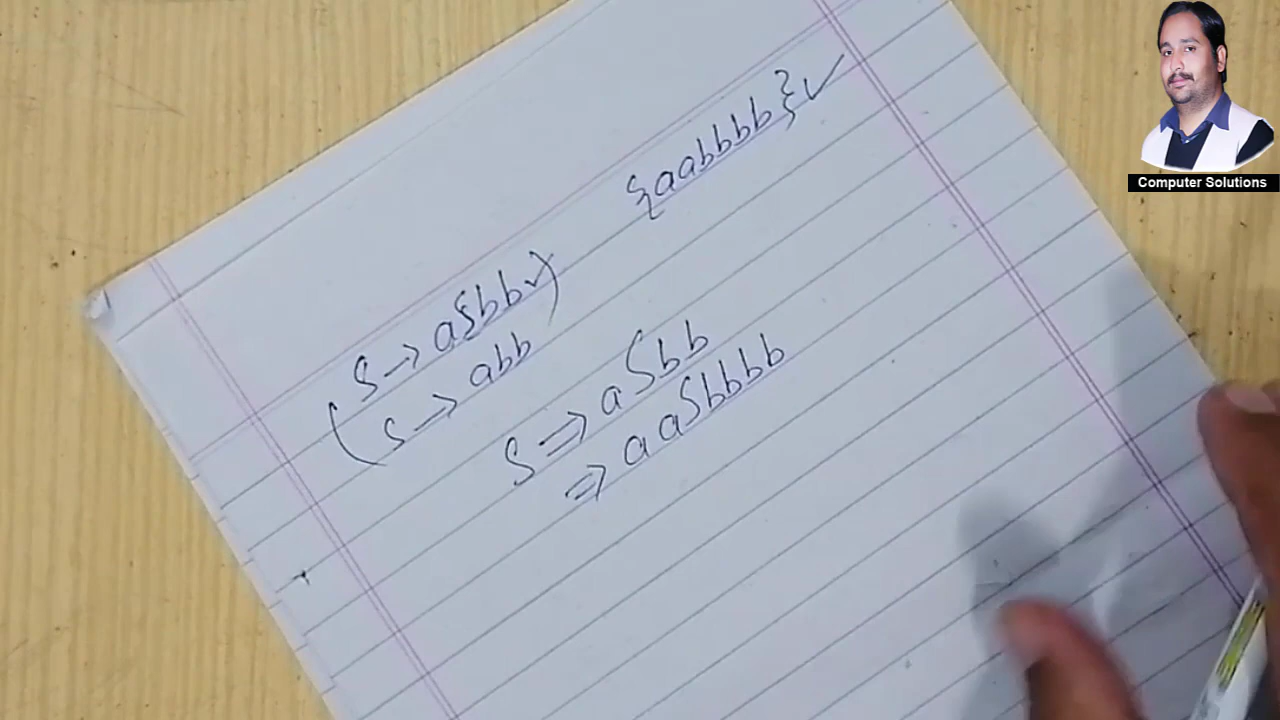 {aabbbb}✓
(S → aSbb✓)
S → abb
S ⇒ aSbb
⇒ aaSbbbb
Computer Solutions